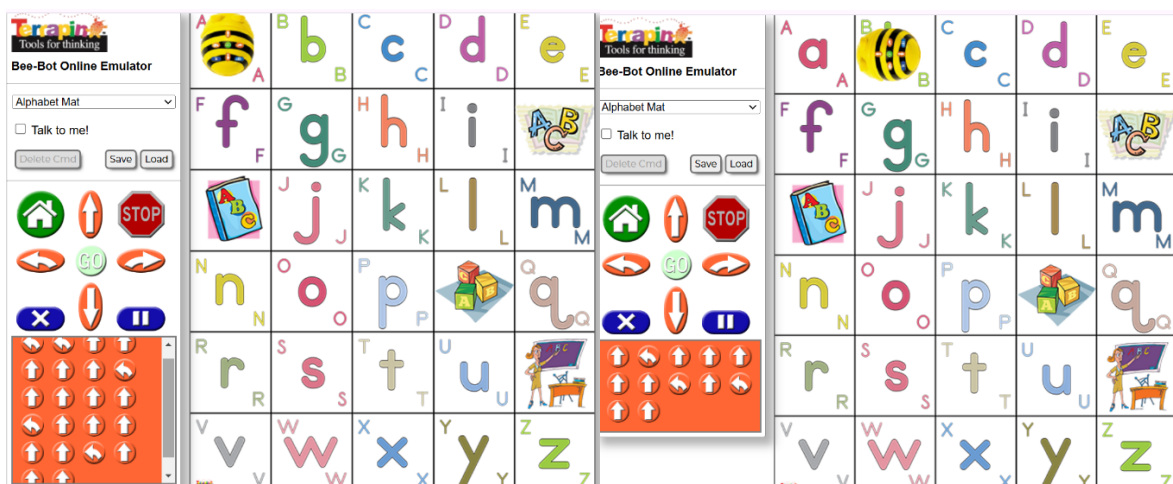 Terrapin
Tools for thinking
Bee-Bot Online Emulator
Alphabet Mat
Talk to me!
Delete Cmd Save Load
STOP
GO
A A B b B C c C D d D E e E
F f F G g G H h H I i I A B C
A B C J j J K k K L l L M m M
N n N O o O P p P A Q q Q
R r R S s S T t T U u U
V v V W w W X x X Y y Y Z z Z
Terrapin
Tools for thinking
Bee-Bot Online Emulator
Alphabet Mat
Talk to me!
Delete Cmd Save Load
STOP
GO
A a A B B C c C D d D E e E
F f F G g G H h H I i I A B C
A B C J j J K k K L l L M m M
N n N O o O P p P C A Q q Q
R r R S s S T t T U u U
V v V W w W X x X Y y Y Z z Z